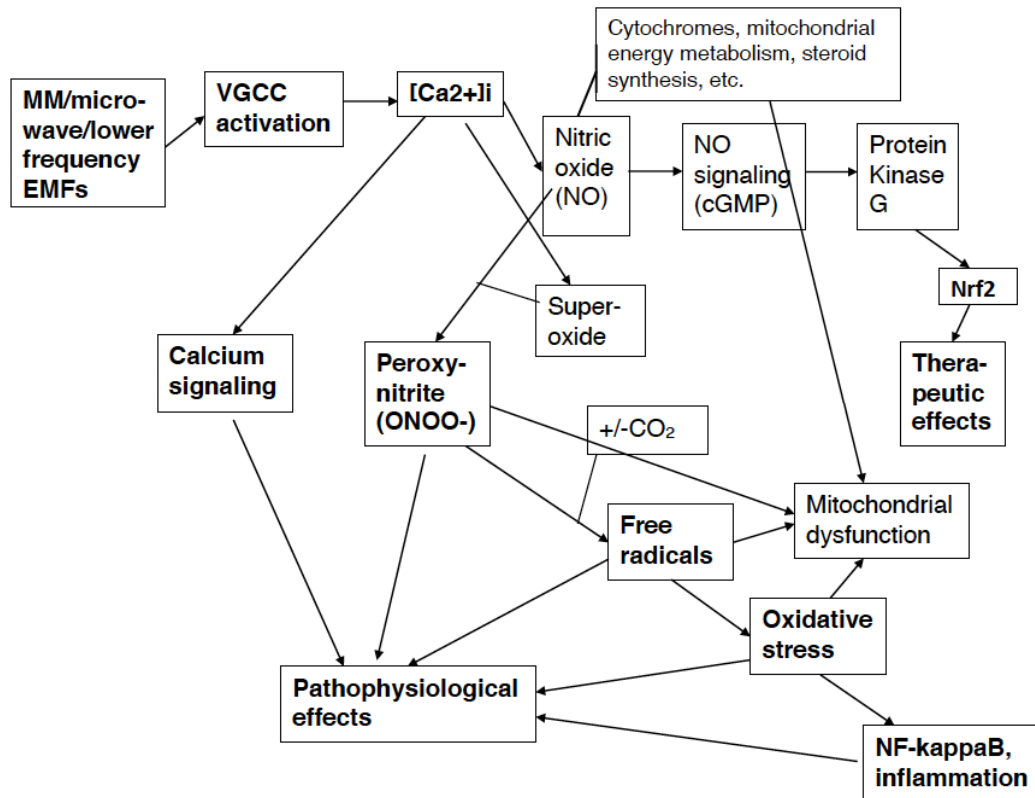 Cytochromes, mitochondrial
energy metabolism, steroid
synthesis, etc.
MM/micro-
wave/lower
frequency
EMFs
VGCC
activation
[Ca2+]i
Nitric
oxide
(NO)
NO
signaling
(cGMP)
Protein
Kinase
G
Nrf2
Super-
oxide
Calcium
signaling
Peroxy-
nitrite
(ONOO-)
Thera-
peutic
effects
+/-CO₂
Mitochondrial
dysfunction
Free
radicals
Oxidative
stress
Pathophysiological
effects
NF-kappaB,
inflammation